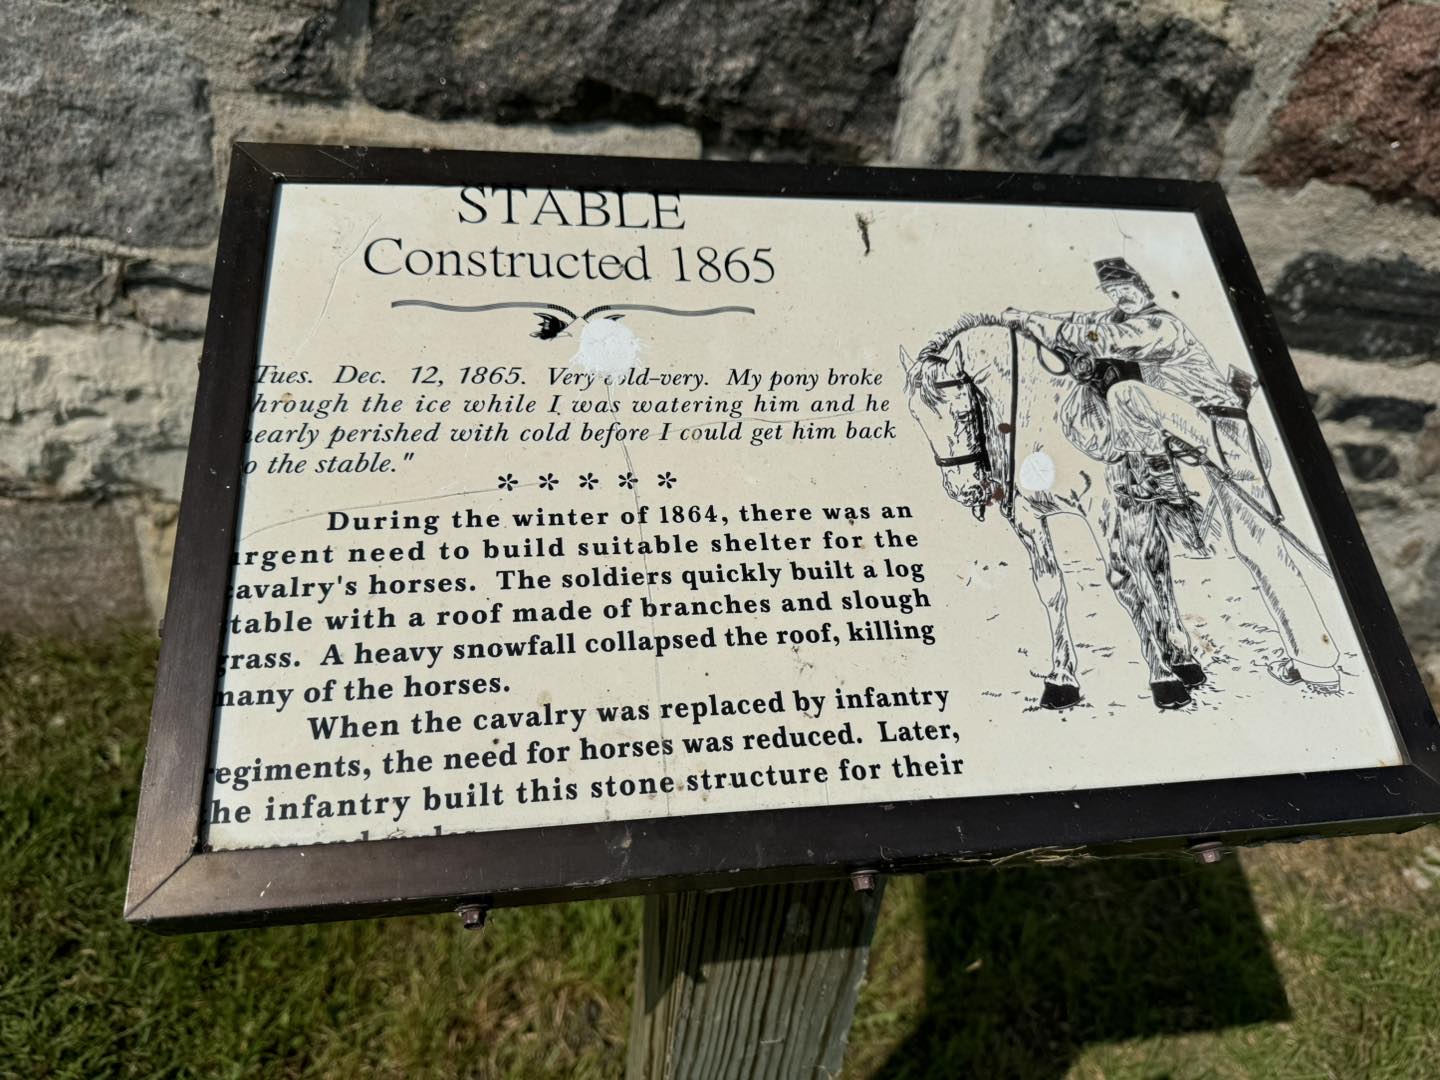 STABLE
Constructed 1865
Tues. Dec. 12, 1865. Very cold-very. My pony broke
hrough the ice while I was watering him and he
nearly perished with cold before I could get him back
o the stable."
* * * * *
During the winter of 1864, there was an
urgent need to build suitable shelter for the
cavalry's horses. The soldiers quickly built a log
table with a roof made of branches and slough
grass. A heavy snowfall collapsed the roof, killing
many of the horses.
When the cavalry was replaced by infantry
regiments, the need for horses was reduced. Later,
he infantry built this stone structure for their